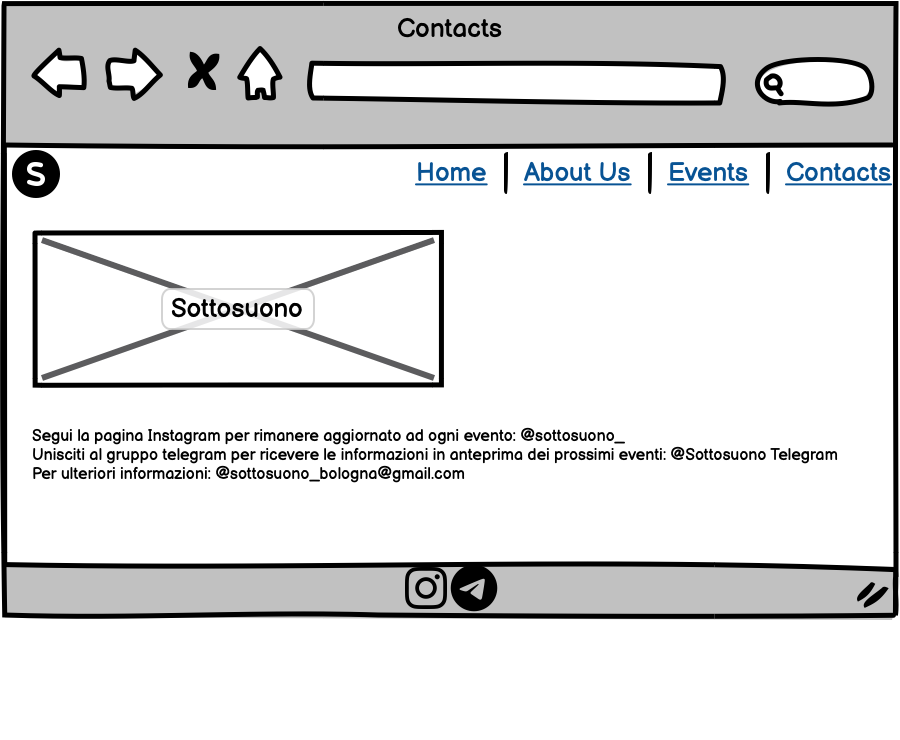 Contacts
S
Home About Us Events Contacts
Sottosuono
Segui la pagina Instagram per rimanere aggiornato ad ogni evento: @sottosuono_
Unisciti al gruppo telegram per ricevere le informazioni in anteprima dei prossimi eventi: @Sottosuono Telegram
Per ulteriori informazioni: @sottosuono_bologna@gmail.com